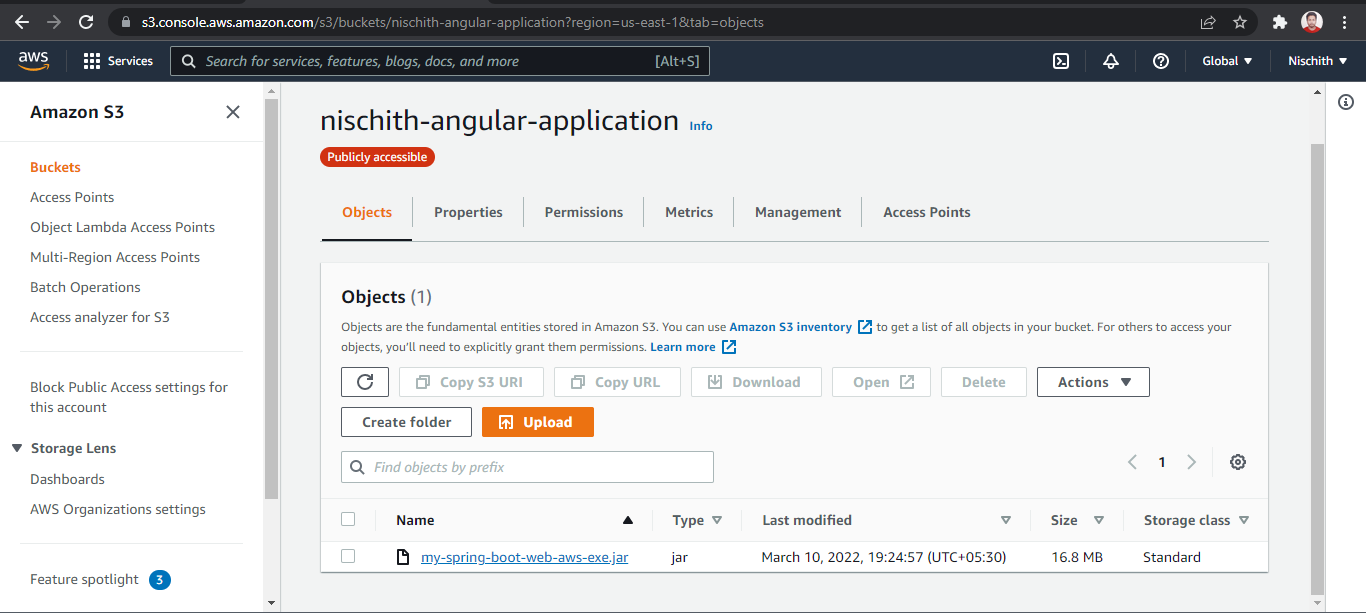 s3.console.aws.amazon.com/s3/buckets/nischith-angular-application?region=us-east-1&tab=objects
aws Services Search for services, features, blogs, docs, and more [Alt+S] Global Nischith
Amazon S3
Buckets
Access Points
Object Lambda Access Points
Multi-Region Access Points
Batch Operations
Access analyzer for S3
Block Public Access settings for
this account
Storage Lens
Dashboards
AWS Organizations settings
Feature spotlight 3
nischith-angular-application Info
Publicly accessible
Objects Properties Permissions Metrics Management Access Points
Objects (1)
Objects are the fundamental entities stored in Amazon S3. You can use Amazon S3 inventory to get a list of all objects in your bucket. For others to access your
objects, you'll need to explicitly grant them permissions. Learn more
Copy S3 URI Copy URL Download Open Delete Actions
Create folder Upload
Find objects by prefix 1
Name Type Last modified Size Storage class
my-spring-boot-web-aws-exe.jar jar March 10, 2022, 19:24:57 (UTC+05:30) 16.8 MB Standard